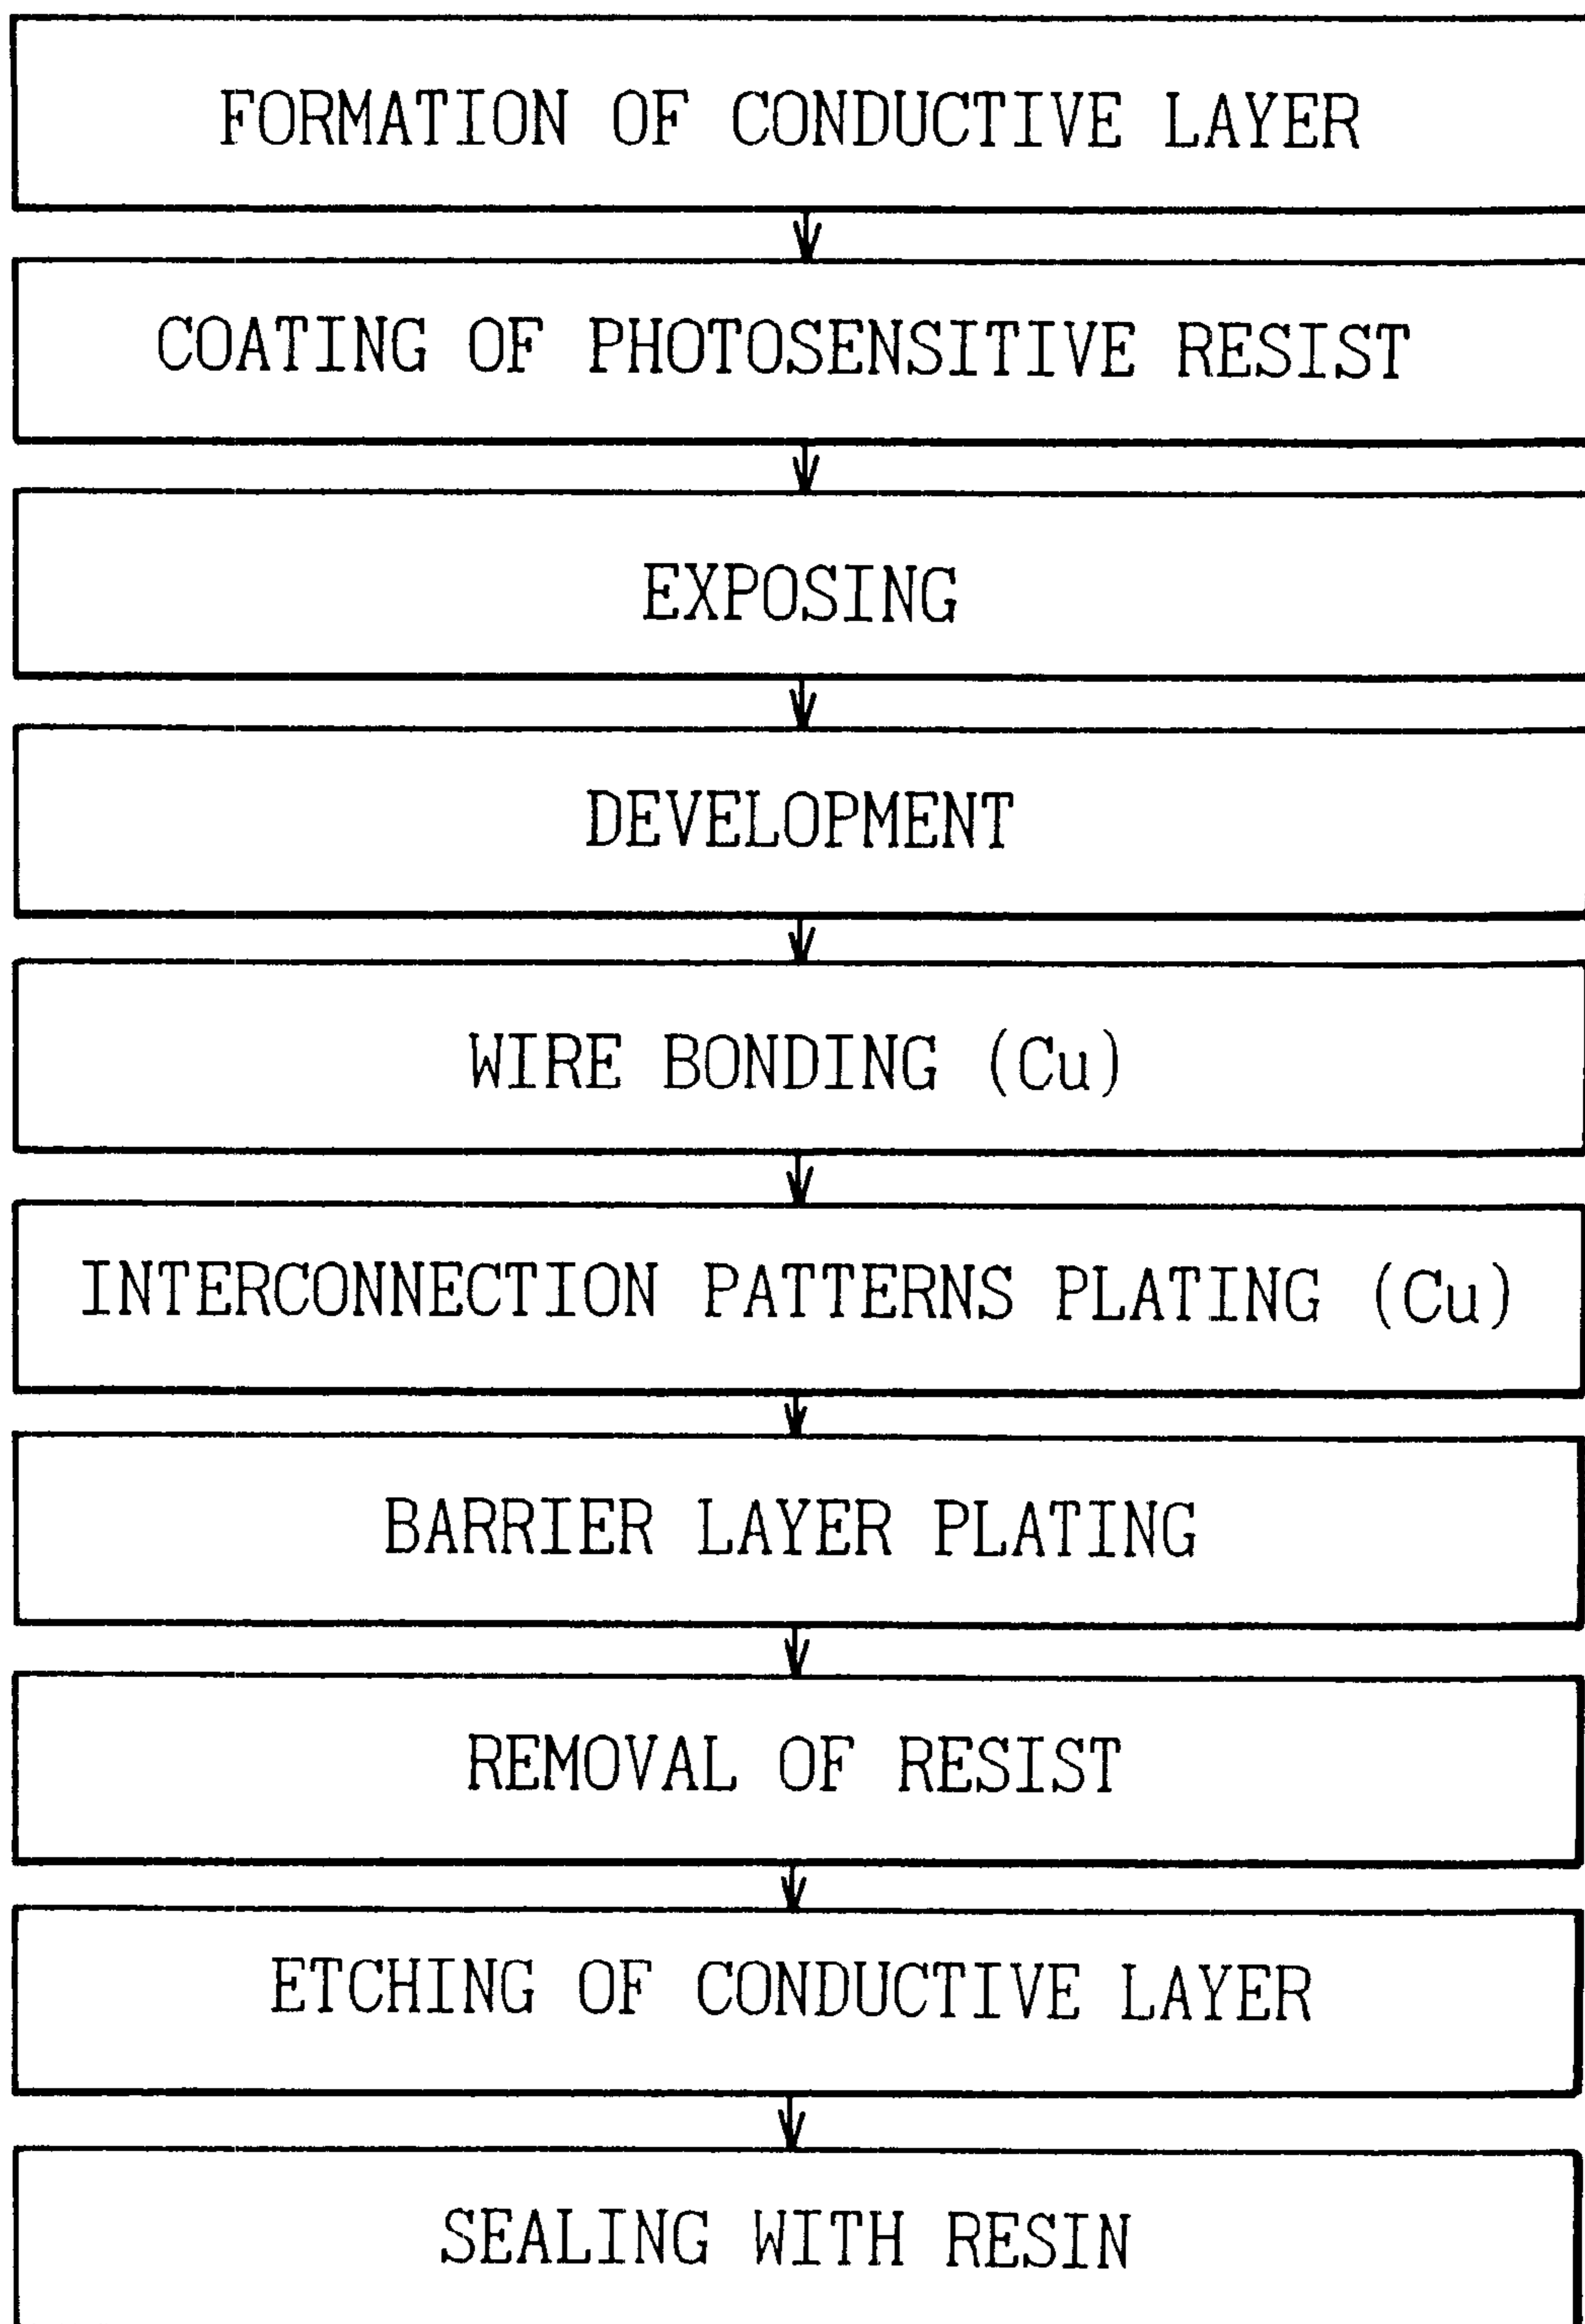 FORMATION OF CONDUCTIVE LAYER
COATING OF PHOTOSENSITIVE RESIST
EXPOSING
DEVELOPMENT
WIRE BONDING (Cu)
INTERCONNECTION PATTERNS PLATING (Cu)
BARRIER LAYER PLATING
REMOVAL OF RESIST
ETCHING OF CONDUCTIVE LAYER
SEALING WITH RESIN